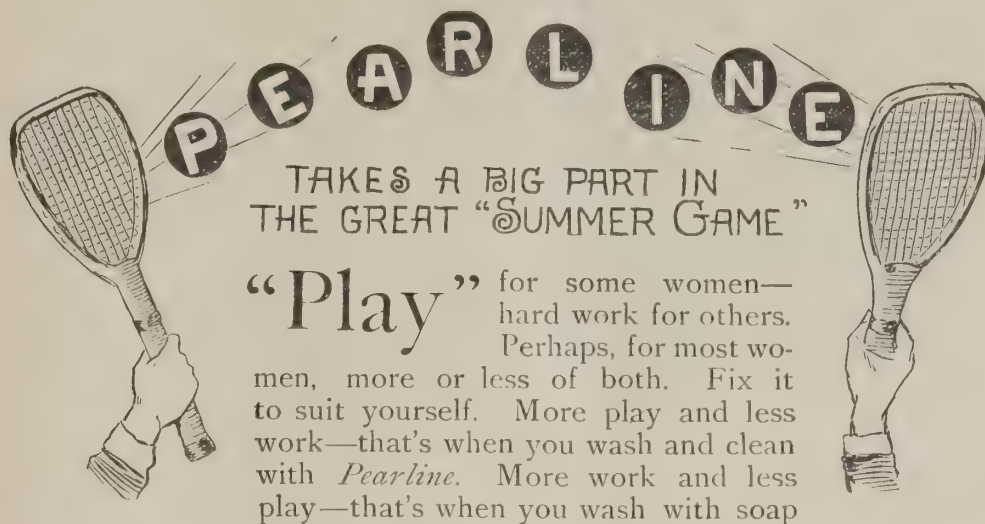 PEARLINE
TAKES A BIG PART IN
THE GREAT “SUMMER GAME”
“Play” for some women—
hard work for others.
Perhaps, for most wo-
men, more or less of both. Fix it
to suit yourself. More play and less
work—that's when you wash and clean
with Pearline. More work and less
play—that's when you wash with soap